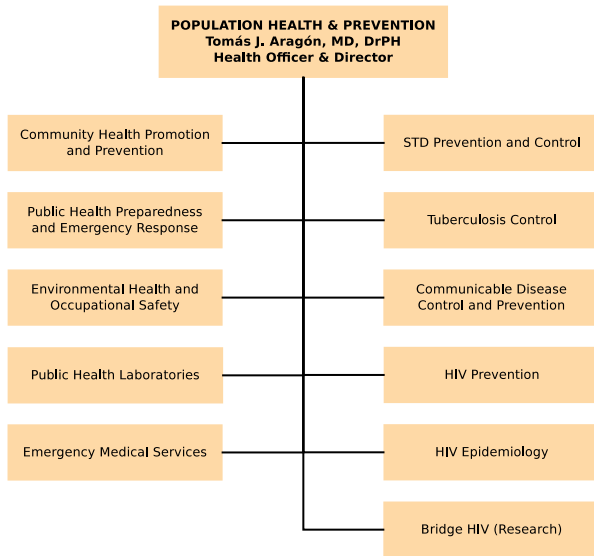 POPULATION HEALTH & PREVENTION
Tomás J. Aragón, MD, DrPH
Health Officer & Director
Community Health Promotion
and Prevention
STD Prevention and Control
Public Health Preparedness
and Emergency Response
Tuberculosis Control
Environmental Health and
Occupational Safety
Communicable Disease
Control and Prevention
Public Health Laboratories
HIV Prevention
Emergency Medical Services
HIV Epidemiology
Bridge HIV (Research)